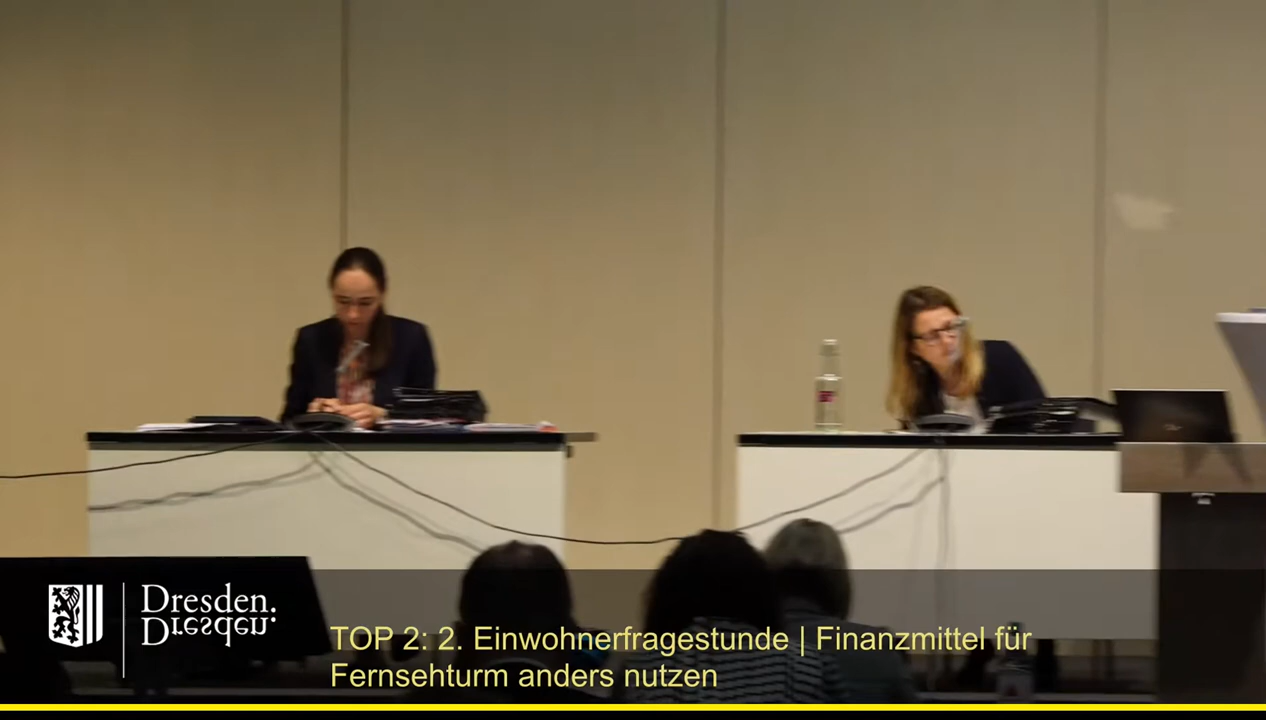 Dresden.
Dresden.
TOP 2: 2. Einwohnerfragestunde | Finanzmittel für
Fernsehturm anders nutzen